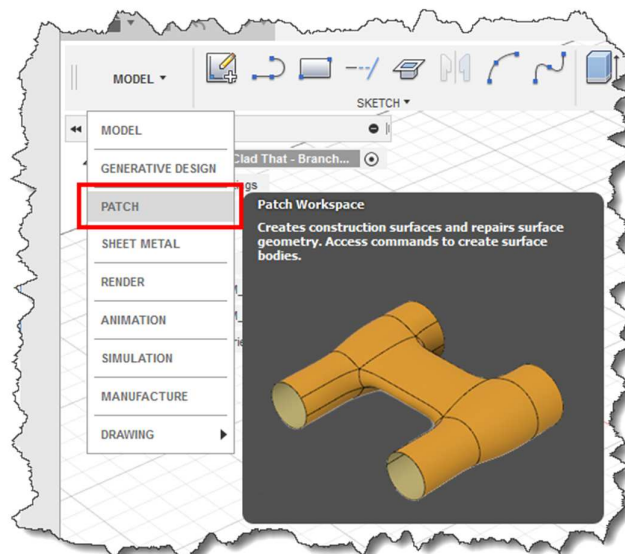 MODEL
SKETCH
MODEL
GENERATIVE DESIGN
Clad That - Branch...
PATCH
SHEET METAL
RENDER
ANIMATION
SIMULATION
MANUFACTURE
DRAWING
Patch Workspace
Creates construction surfaces and repairs surface
geometry. Access commands to create surface
bodies.